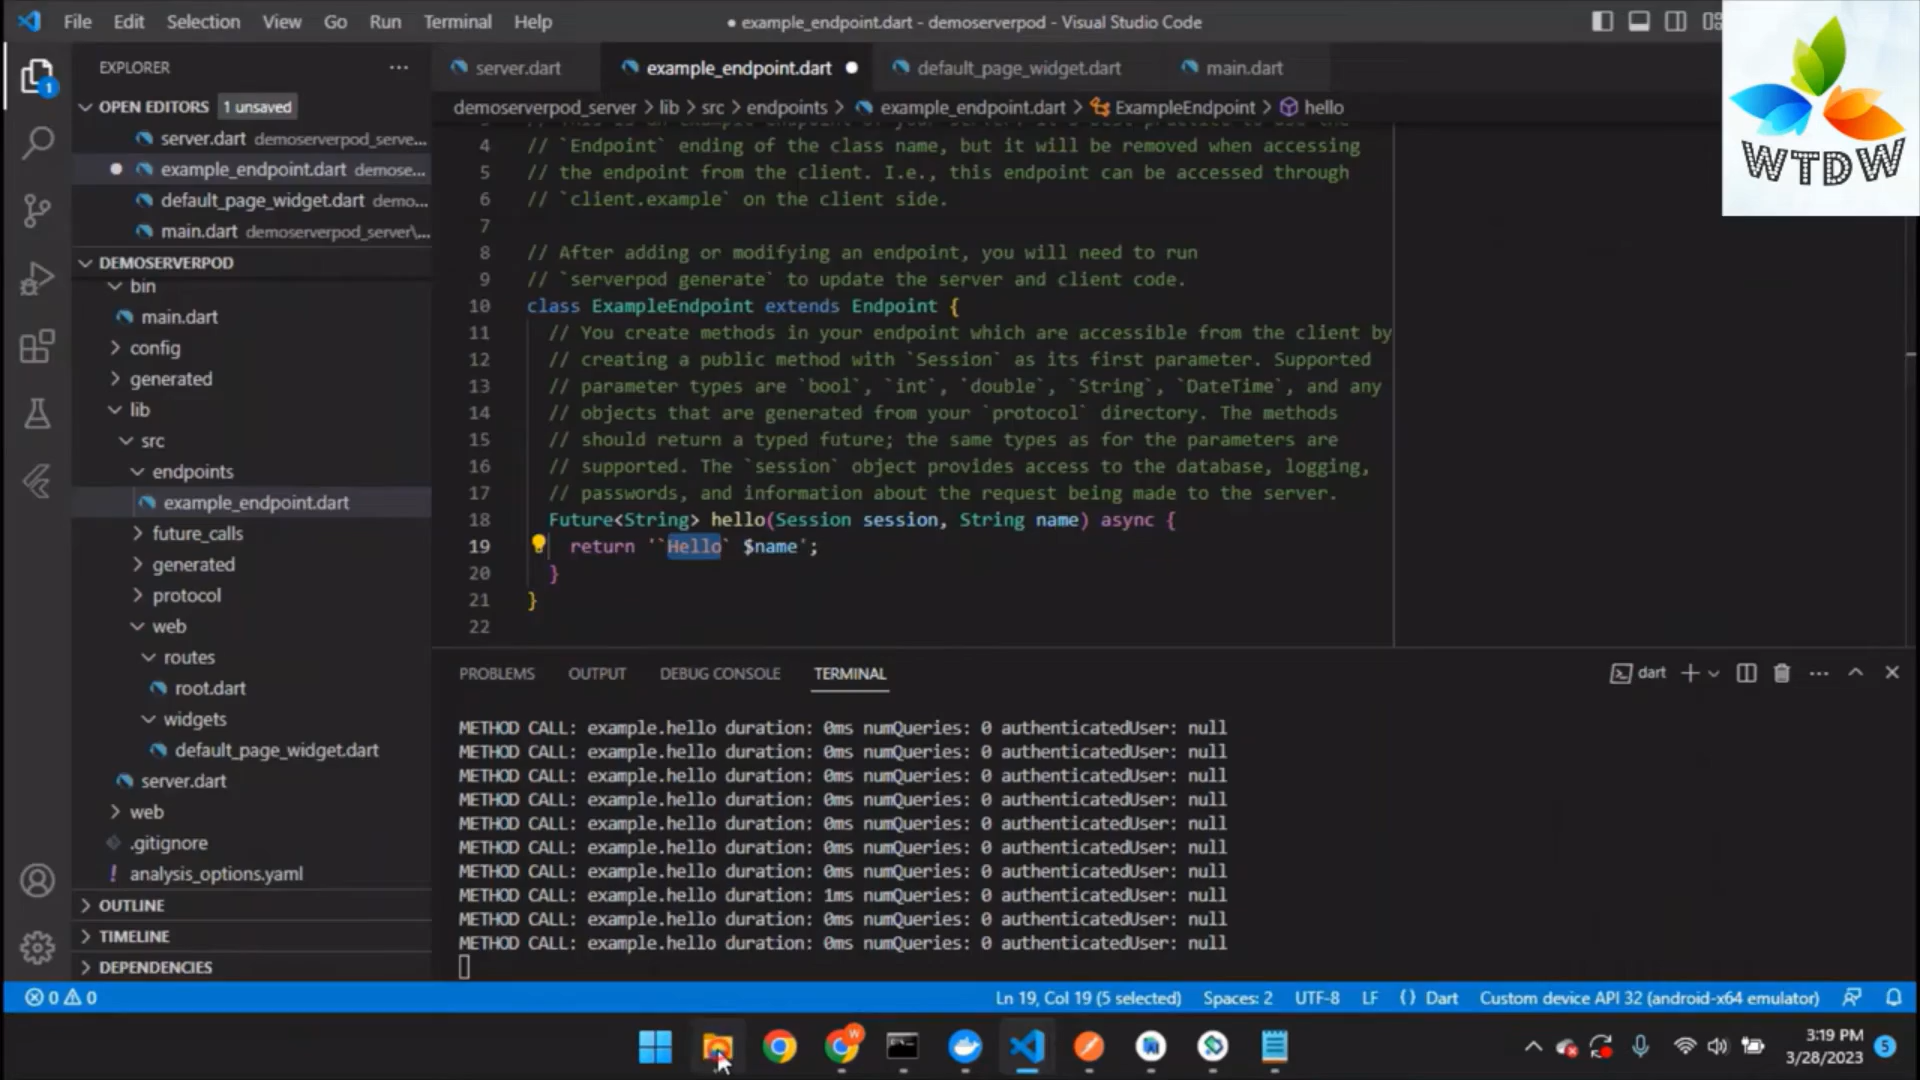 File Edit Selection View Go Run Terminal Help
● example_endpoint.dart - demoserverpod - Visual Studio Code
WTDW
EXPLORER
OPEN EDITORS 1 unsaved
server.dart demoserverpod_serve...
example_endpoint.dart demose...
default_page_widget.dart demo...
main.dart demoserverpod_server\...
DEMOSERVERPOD
bin
main.dart
config
generated
lib
src
endpoints
example_endpoint.dart
future_calls
generated
protocol
web
routes
root.dart
widgets
default_page_widget.dart
server.dart
web
.gitignore
! analysis_options.yaml
OUTLINE
TIMELINE
DEPENDENCIES
server.dart example_endpoint.dart default_page_widget.dart main.dart
demoserverpod_server > lib > src > endpoints > example_endpoint.dart > ExampleEndpoint > hello
4 // `Endpoint` ending of the class name, but it will be removed when accessing
5 // the endpoint from the client. I.e., this endpoint can be accessed through
6 // `client.example` on the client side.
7
8 // After adding or modifying an endpoint, you will need to run
9 // `serverpod generate` to update the server and client code.
10 class ExampleEndpoint extends Endpoint {
11 // You create methods in your endpoint which are accessible from the client by
12 // creating a public method with `Session` as its first parameter. Supported
13 // parameter types are `bool`, `int`, `double`, `String`, `DateTime`, and any
14 // objects that are generated from your `protocol` directory. The methods
15 // should return a typed future; the same types as for the parameters are
16 // supported. The `session` object provides access to the database, logging,
17 // passwords, and information about the request being made to the server.
18 Future<String> hello(Session session, String name) async {
19 return '`Hello` $name';
20 }
21 }
22
PROBLEMS OUTPUT DEBUG CONSOLE TERMINAL
dart
METHOD CALL: example.hello duration: 0ms numQueries: 0 authenticatedUser: null
METHOD CALL: example.hello duration: 0ms numQueries: 0 authenticatedUser: null
METHOD CALL: example.hello duration: 0ms numQueries: 0 authenticatedUser: null
METHOD CALL: example.hello duration: 0ms numQueries: 0 authenticatedUser: null
METHOD CALL: example.hello duration: 0ms numQueries: 0 authenticatedUser: null
METHOD CALL: example.hello duration: 0ms numQueries: 0 authenticatedUser: null
METHOD CALL: example.hello duration: 0ms numQueries: 0 authenticatedUser: null
METHOD CALL: example.hello duration: 1ms numQueries: 0 authenticatedUser: null
METHOD CALL: example.hello duration: 0ms numQueries: 0 authenticatedUser: null
METHOD CALL: example.hello duration: 0ms numQueries: 0 authenticatedUser: null
0 0 Ln 19, Col 19 (5 selected) Spaces: 2 UTF-8 LF {} Dart Custom device API 32 (android-x64 emulator)
3:19 PM
3/28/2023
5